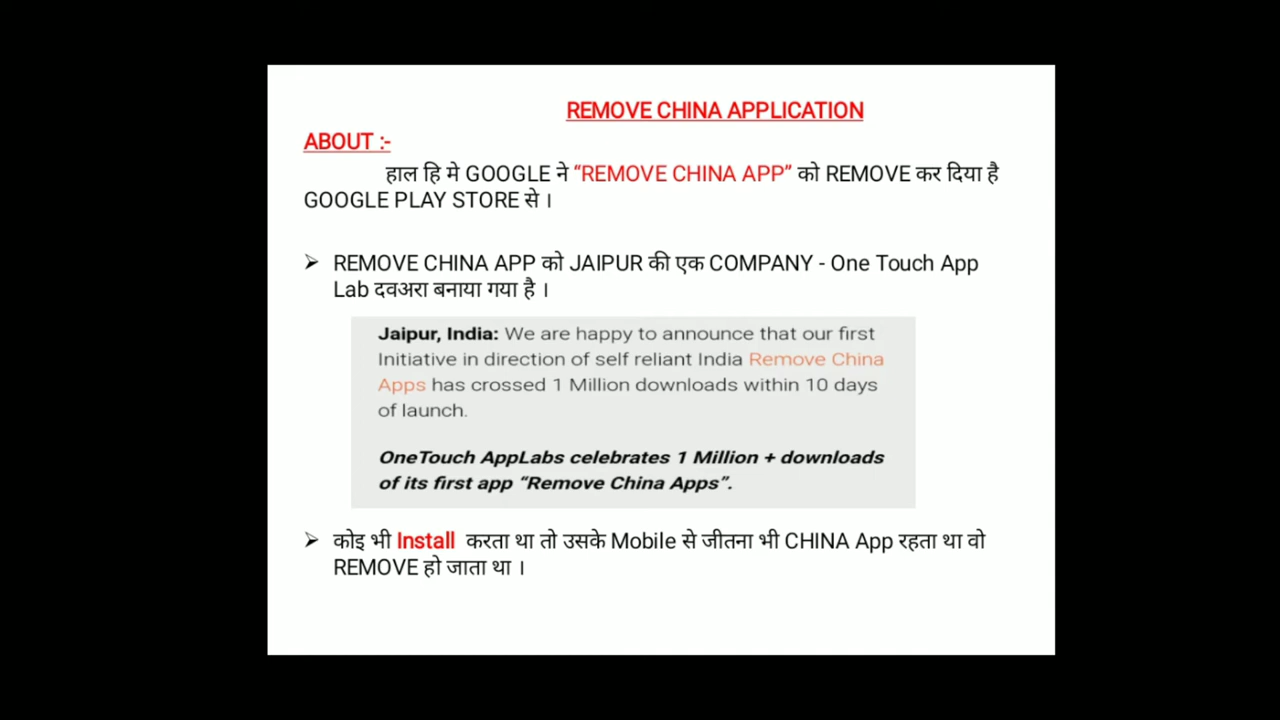 REMOVE CHINA APPLICATION
ABOUT :-
हाल हि मे GOOGLE ने “REMOVE CHINA APP” को REMOVE कर दिया है
GOOGLE PLAY STORE से ।
➢ REMOVE CHINA APP को JAIPUR की एक COMPANY - One Touch App
Lab दवअरा बनाया गया है ।
Jaipur, India: We are happy to announce that our first
Initiative in direction of self reliant India Remove China
Apps has crossed 1 Million downloads within 10 days
of launch.
OneTouch AppLabs celebrates 1 Million + downloads
of its first app “Remove China Apps”.
➢ कोइ भी Install करता था तो उसके Mobile से जीतना भी CHINA App रहता था वो
REMOVE हो जाता था ।